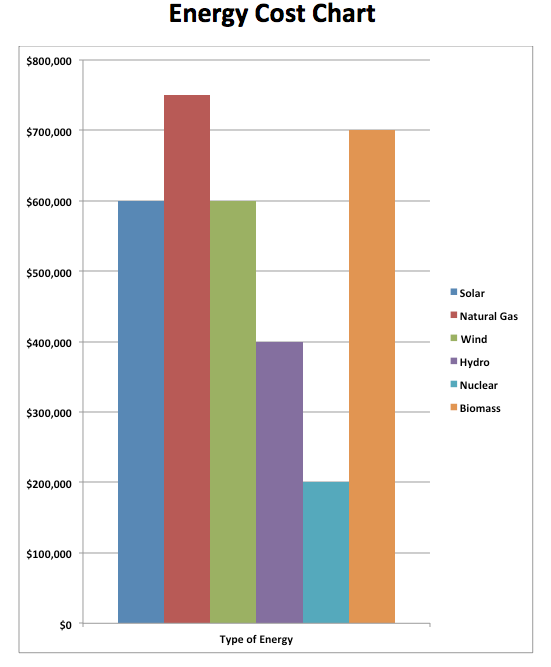 Energy Cost Chart
$800,000
$700,000
$600,000
$500,000
$400,000
$300,000
$200,000
$100,000
$0
Type of Energy
Solar
Natural Gas
Wind
Hydro
Nuclear
Biomass